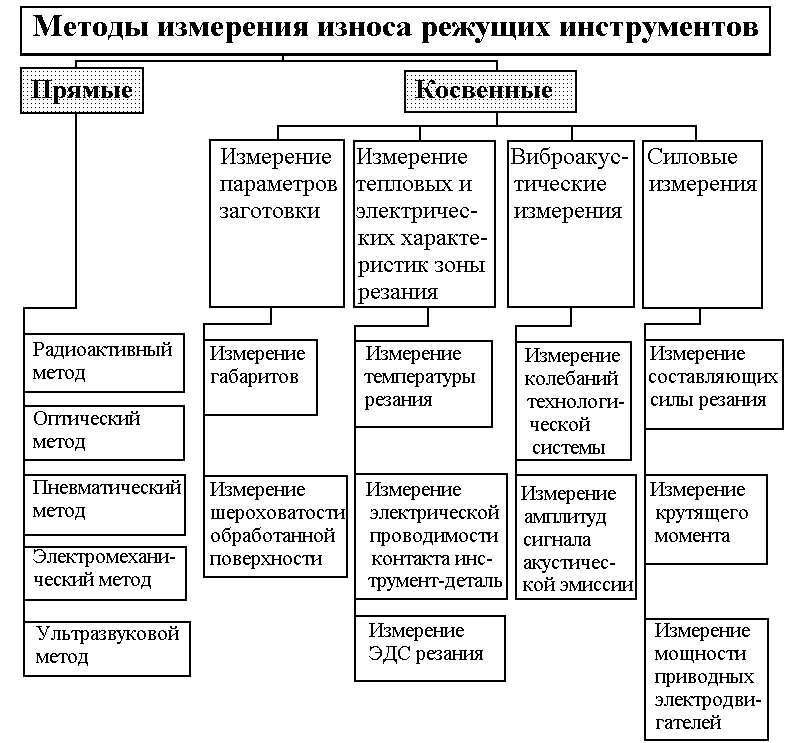 Методы измерения износа режущих инструментов
Прямые
Косвенные
Измерение
параметров
заготовки
Измерение
тепловых и
электричес-
ких характе-
ристик зоны
резания
Виброакус-
тические
измерения
Силовые
измерения
Радиоактивный
метод
Оптический
метод
Пневматический
метод
Электромехани-
ческий метод
Ультразвуковой
метод
Измерение
габаритов
Измерение
шероховатости
обработанной
поверхности
Измерение
температуры
резания
Измерение
электрической
проводимости
контакта инс-
трумент-деталь
Измерение
ЭДС резания
Измерение
колебаний
технологи-
ческой
системы
Измерение
амплитуд
сигнала
акустичес-
кой эмиссии
Измерение
составляющих
силы резания
Измерение
крутящего
момента
Измерение
мощности
приводных
электродви-
гателей